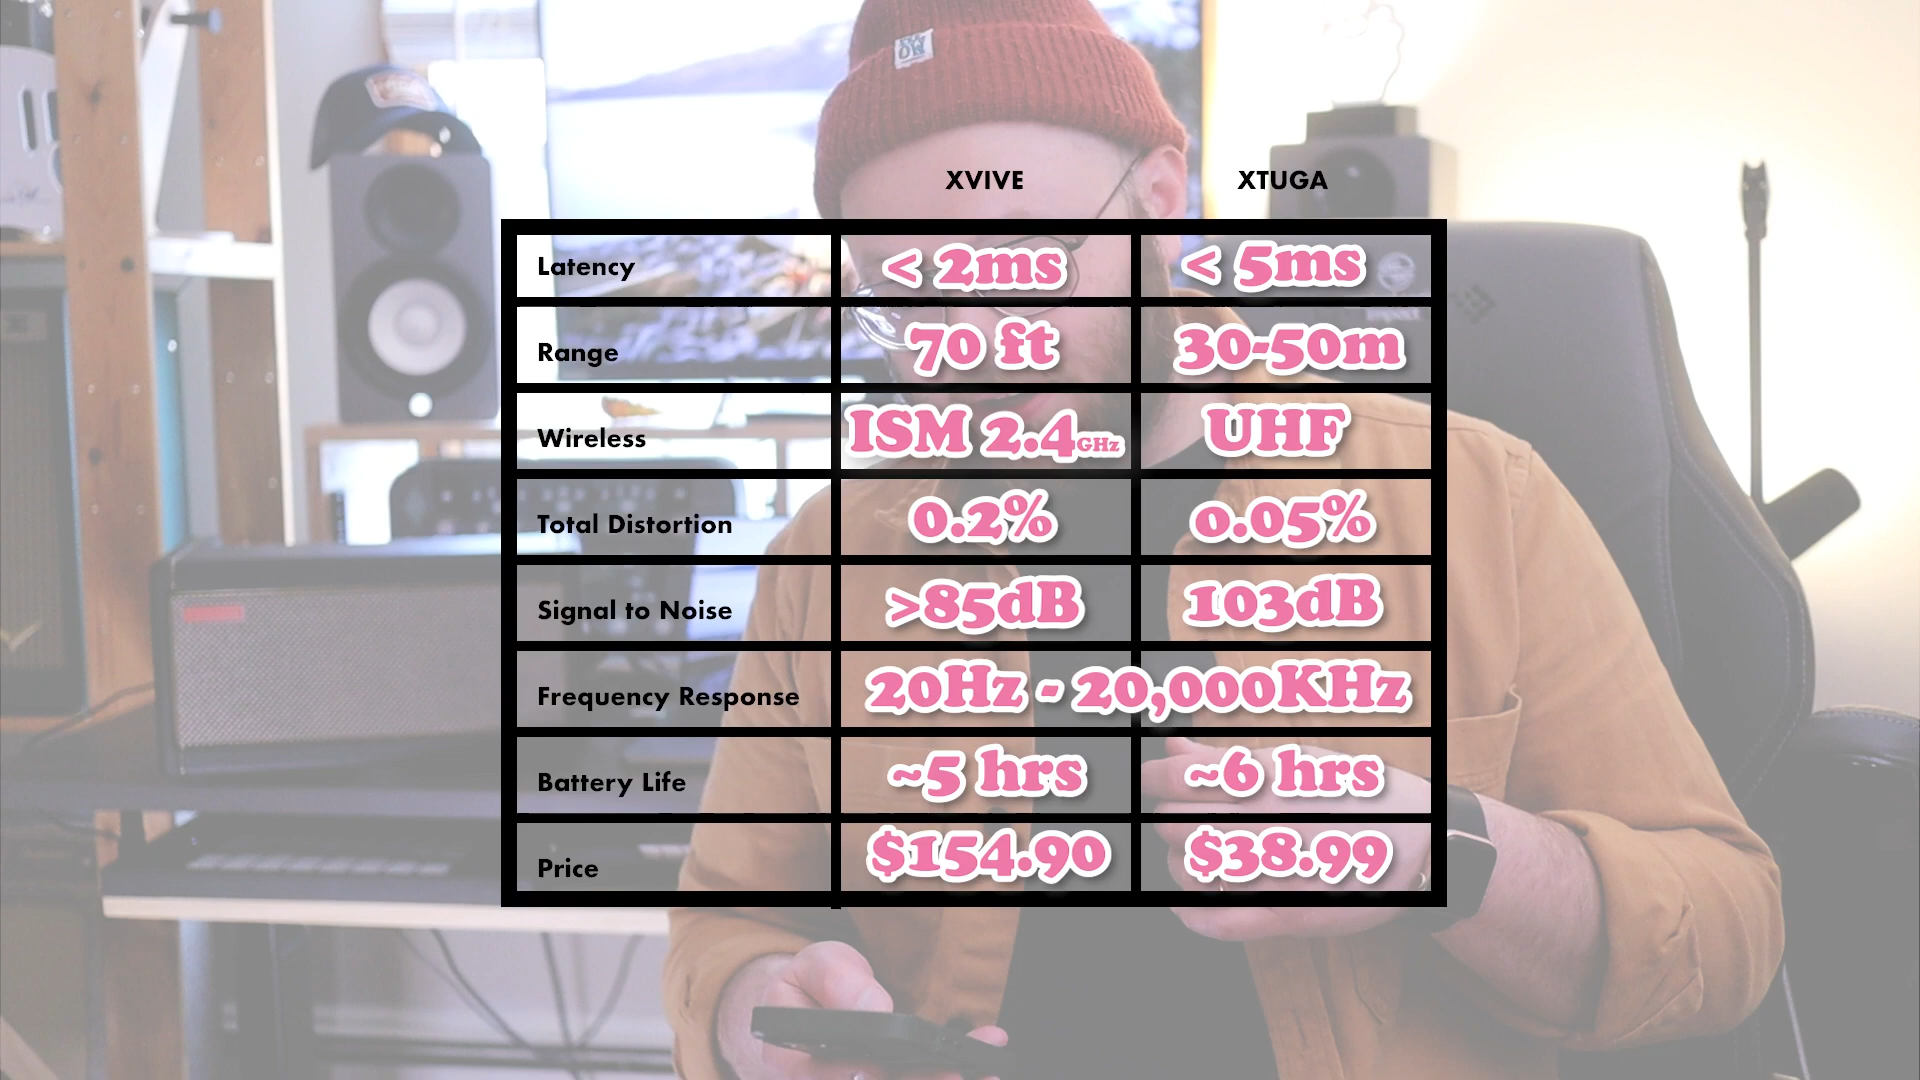 XVIVE XTUGA
Latency < 2ms < 5ms
Range 70 ft 30-50m
Wireless ISM 2.4GHz UHF
Total Distortion 0.2% 0.05%
Signal to Noise >85dB 103dB
Frequency Response 20Hz - 20,000KHz
Battery Life ~5 hrs ~6 hrs
Price $154.90 $38.99